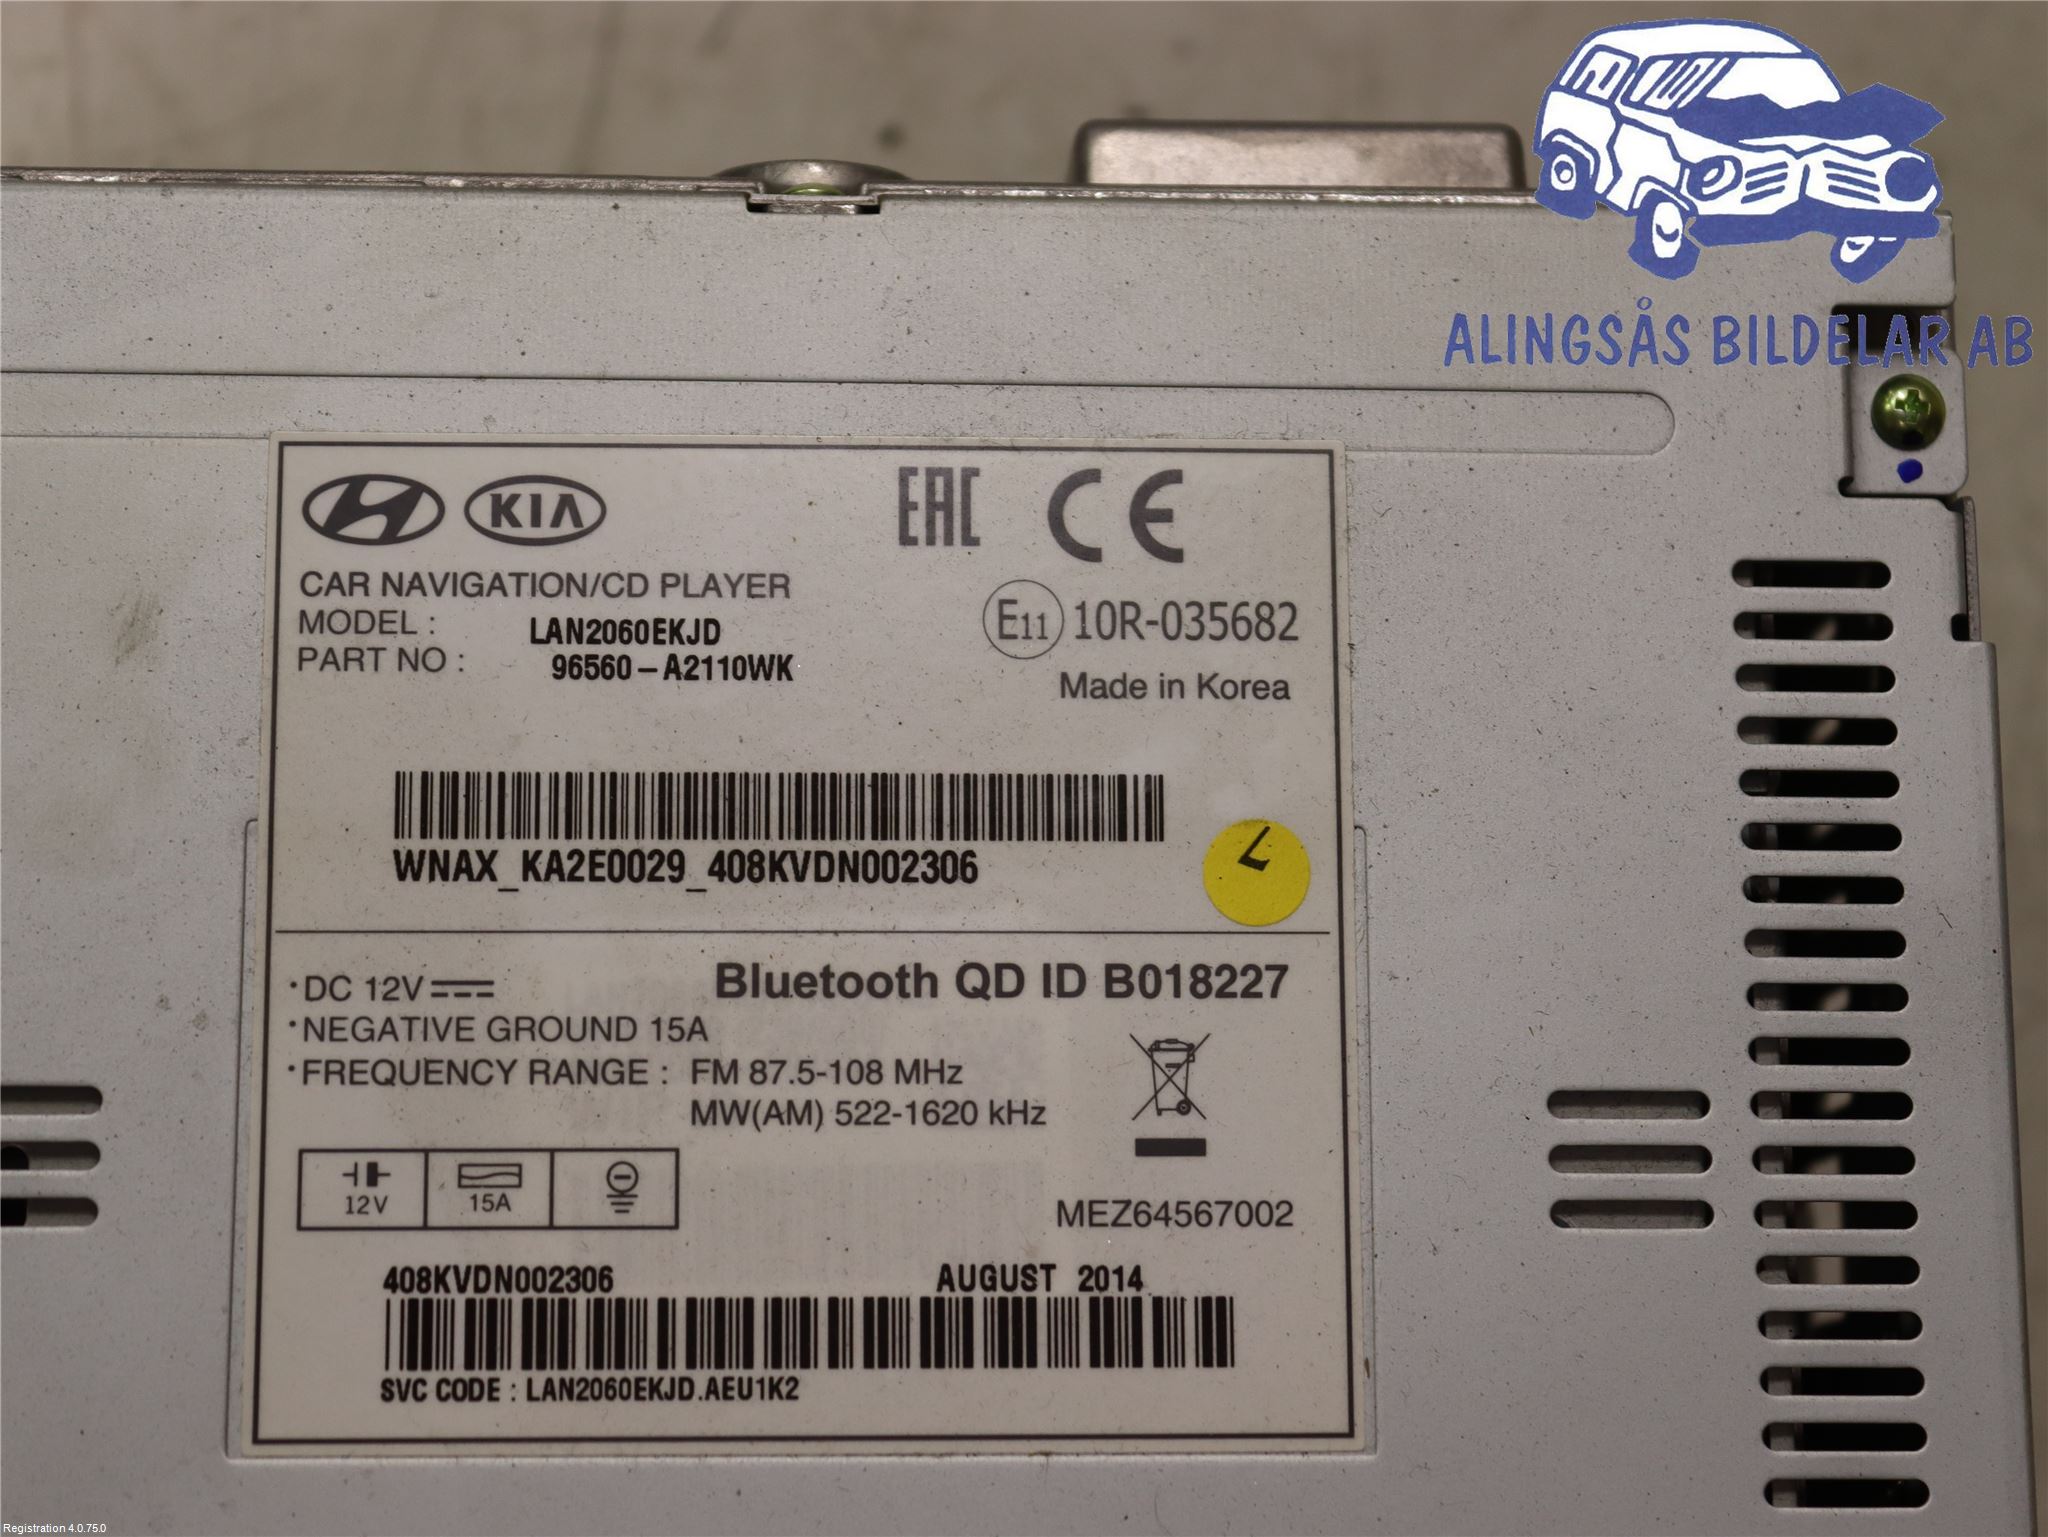 ALINGSÅS BILDELAR AB
KIA
EAC CE
CAR NAVIGATION/CD PLAYER
MODEL : LAN2060EKJD
PART NO : 96560-A2110WK
E11 10R-035682
Made in Korea
WNAX_KA2E0029_408KVDN002306
7
·DC 12V
Bluetooth QD ID B018227
·NEGATIVE GROUND 15A
·FREQUENCY RANGE : FM 87.5-108 MHz
MW(AM) 522-1620 kHz
12V 15A
MEZ64567002
408KVDN002306 AUGUST 2014
SVC CODE : LAN2060EKJD.AEU1K2
Registration 4.0.75.0